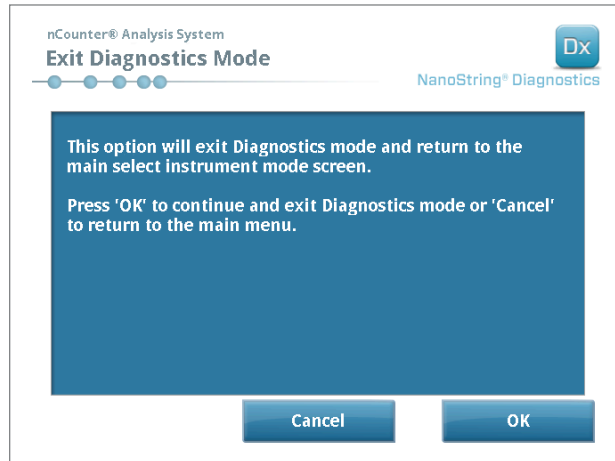 nCounter® Analysis System
Exit Diagnostics Mode
Dx
NanoString® Diagnostics
This option will exit Diagnostics mode and return to the
main select instrument mode screen.
Press 'OK' to continue and exit Diagnostics mode or 'Cancel'
to return to the main menu.
Cancel
OK